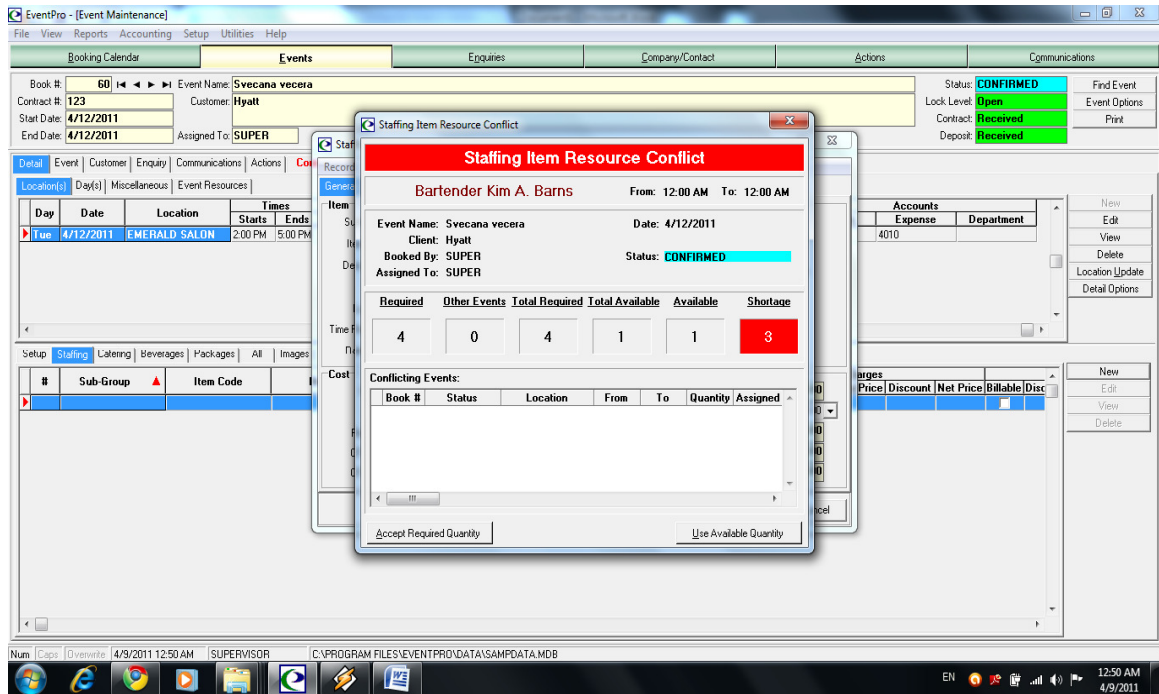 EventPro - [Event Maintenance]
File View Reports Accounting Setup Utilities Help
Booking Calendar Events Enquiries Company/Contact Actions Communications
Book #: 60 Event Name: Svecana vecera Status: CONFIRMED Find Event
Contract #: 123 Customer: Hyatt Lock Level: Open Event Options
Start Date: 4/12/2011 Contract: Received Print
End Date: 4/12/2011 Assigned To: SUPER Deposit: Received
Staffing Item Resource Conflict
Staffing Item Resource Conflict
Bartender Kim A. Barns From: 12:00 AM To: 12:00 AM
Event Name: Svecana vecera Date: 4/12/2011
Client: Hyatt
Booked By: SUPER Status: CONFIRMED
Assigned To: SUPER
Required Other Events Total Required Total Available Available Shortage
4 0 4 1 1 3
Conflicting Events:
Book # Status Location From To Quantity Assigned
Accept Required Quantity Use Available Quantity
Detail Event Customer Enquiry Communications Actions
Location(s) Day(s) Miscellaneous Event Resources
Day Date Location Times Starts Ends
Tue 4/12/2011 EMERALD SALON 2:00 PM 5:00 PM
Accounts
Expense Department
4010
New
Edit
View
Delete
Location Update
Detail Options
Record
Item
Cost
Setup Staffing Catering Beverages Packages All Images
# Sub-Group Item Code
Price Discount Net Price Billable
New
Edit
View
Delete
Num Caps Overwrite 4/9/2011 12:50 AM SUPERVISOR C:\PROGRAM FILES\EVENTPRO\DATA\SAMPDATA.MDB
EN 12:50 AM
4/9/2011